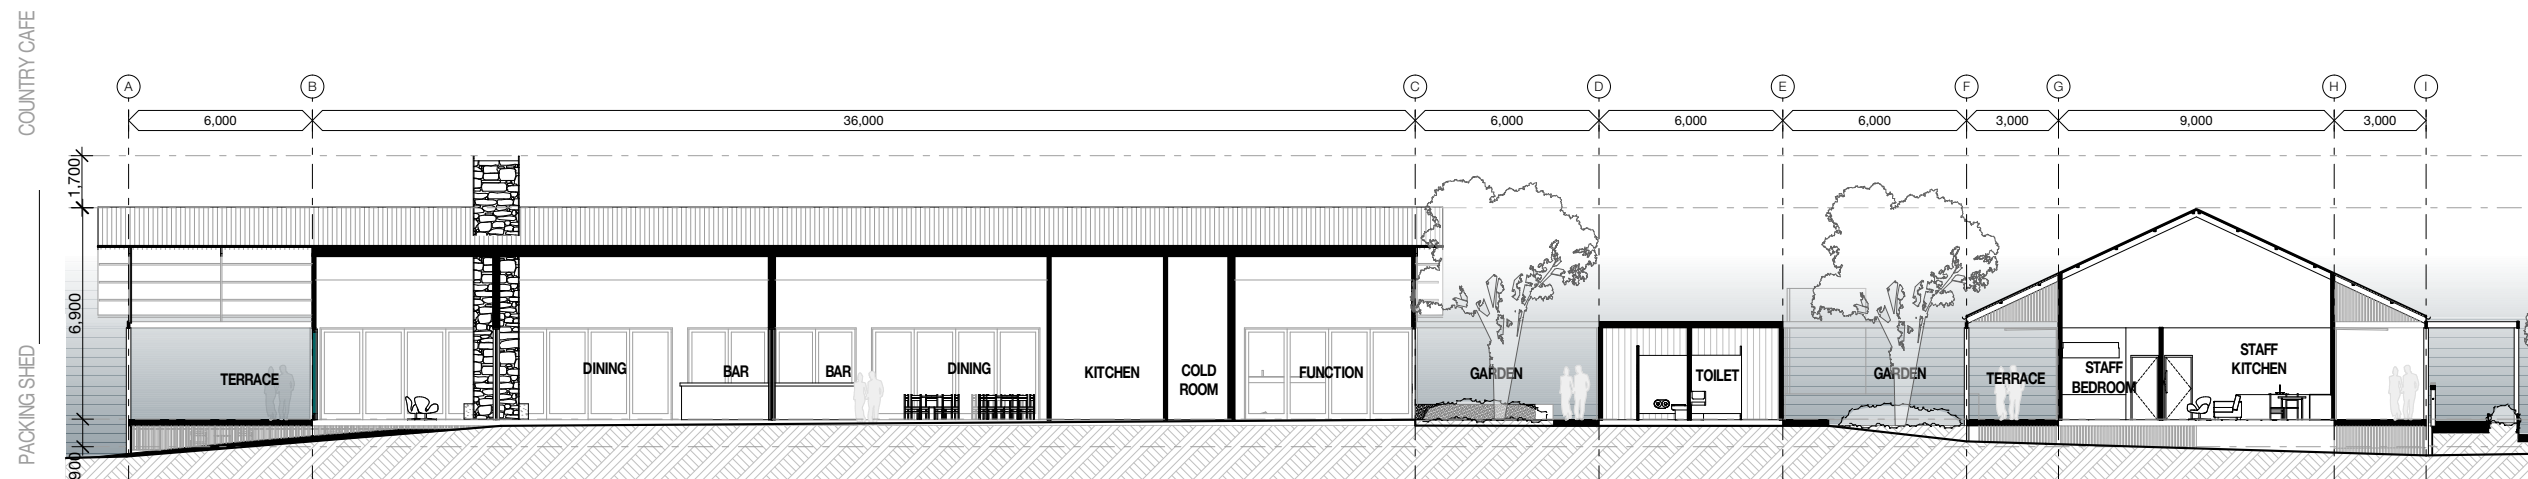 COUNTRY CAFE
PACKING SHED
A B C D E F G H I
6,000 36,000 6,000 6,000 6,000 3,000 9,000 3,000
1,700
6,900
900
TERRACE
DINING
BAR
BAR
DINING
KITCHEN
COLD
ROOM
FUNCTION
GARDEN
TOILET
GARDEN
TERRACE
STAFF
BEDROOM
STAFF
KITCHEN